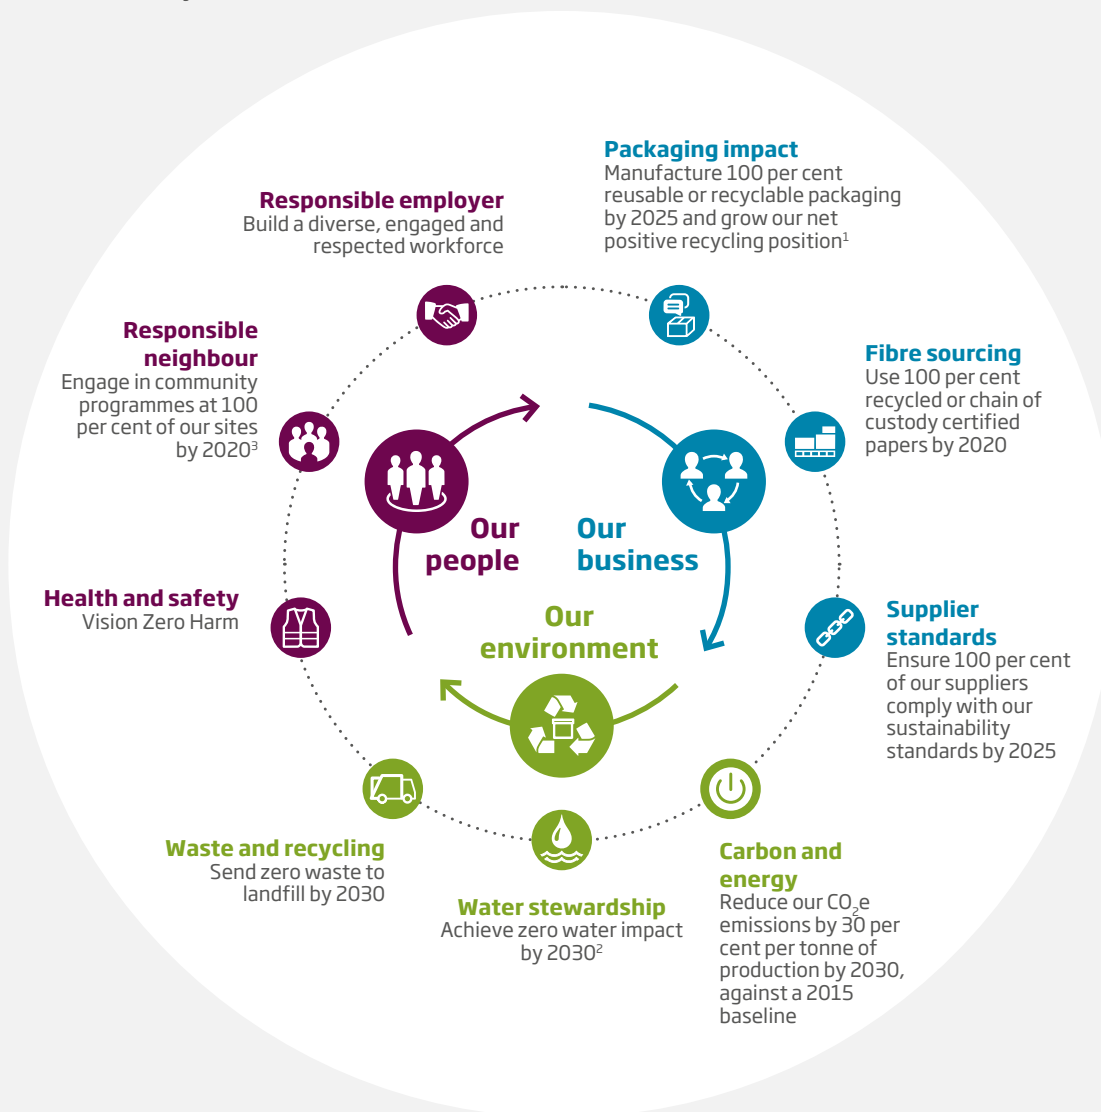 Packaging impact
Manufacture 100 per cent
reusable or recyclable packaging
by 2025 and grow our net
positive recycling position¹
Responsible employer
Build a diverse, engaged and
respected workforce
Responsible
neighbour
Engage in community
programmes at 100
per cent of our sites
by 2020³
Fibre sourcing
Use 100 per cent
recycled or chain of
custody certified
papers by 2020
Our
people
Our
business
Our
environment
Health and safety
Vision Zero Harm
Supplier
standards
Ensure 100 per cent
of our suppliers
comply with our
sustainability
standards by 2025
Waste and recycling
Send zero waste to
landfill by 2030
Water stewardship
Achieve zero water impact
by 2030²
Carbon and
energy
Reduce our CO₂e
emissions by 30 per
cent per tonne of
production by 2030,
against a 2015
baseline